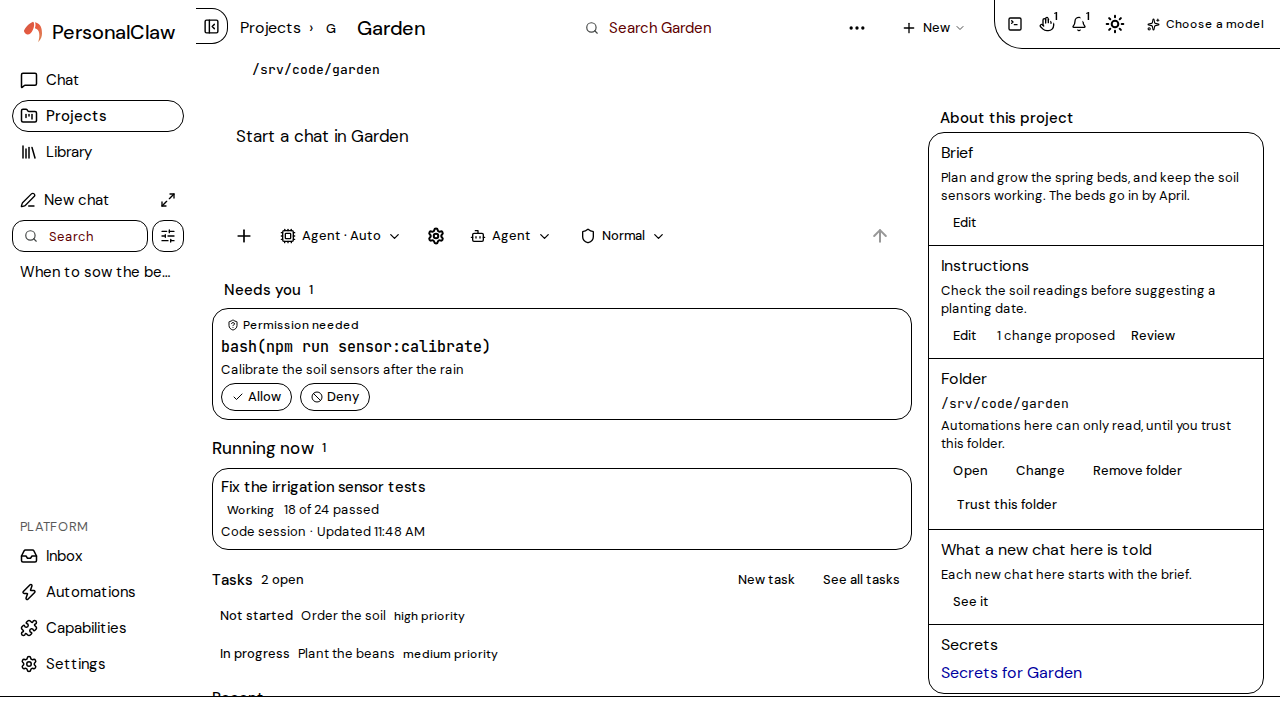 PersonalClaw
Chat
Projects
Library
New chat
Search
When to sow the be…
PLATFORM
Inbox
Automations
Capabilities
Settings
Projects › G Garden
Search Garden
New
1
1
Choose a model
/srv/code/garden
Start a chat in Garden
Agent · Auto
Agent
Normal
Needs you 1
Permission needed
bash(npm run sensor:calibrate)
Calibrate the soil sensors after the rain
Allow
Deny
Running now 1
Fix the irrigation sensor tests
Working 18 of 24 passed
Code session · Updated 11:48 AM
Tasks 2 open
New task
See all tasks
Not started Order the soil high priority
In progress Plant the beans medium priority
Recent
About this project
Brief
Plan and grow the spring beds, and keep the soil
sensors working. The beds go in by April.
Edit
Instructions
Check the soil readings before suggesting a
planting date.
Edit 1 change proposed Review
Folder
/srv/code/garden
Automations here can only read, until you trust
this folder.
Open Change Remove folder
Trust this folder
What a new chat here is told
Each new chat here starts with the brief.
See it
Secrets
Secrets for Garden